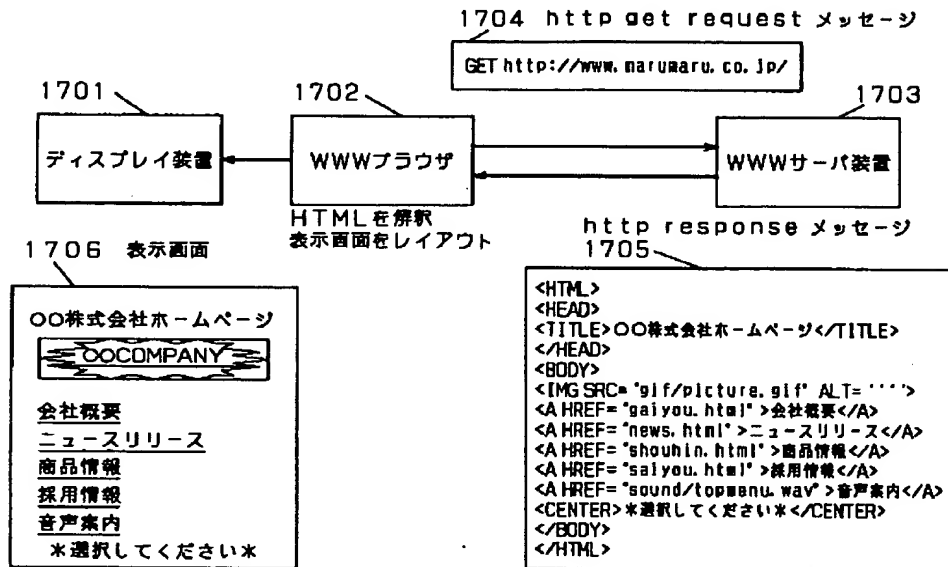 1704 http get request メッセージ
GET http://www.marumaru.co.jp/
1701
1702
1703
ディスプレイ装置
WWWブラウザ
WWWサーバ装置
HTMLを解釈
表示画面をレイアウト
http response メッセージ
1705
1706 表示画面
〇〇株式会社ホームページ
〇〇COMPANY
会社概要
ニュースリリース
商品情報
採用情報
音声案内
*選択してください*
<HTML>
<HEAD>
<TITLE>〇〇株式会社ホームページ</TITLE>
</HEAD>
<BODY>
<IMG SRC="gif/picture.gif" ALT=''''>
<A HREF="gaiyou.html">会社概要</A>
<A HREF="news.html">ニュースリリース</A>
<A HREF="shouhin.html">商品情報</A>
<A HREF="saiyou.html">採用情報</A>
<A HREF="sound/topmenu.wav">音声案内</A>
<CENTER>*選択してください*</CENTER>
</BODY>
</HTML>